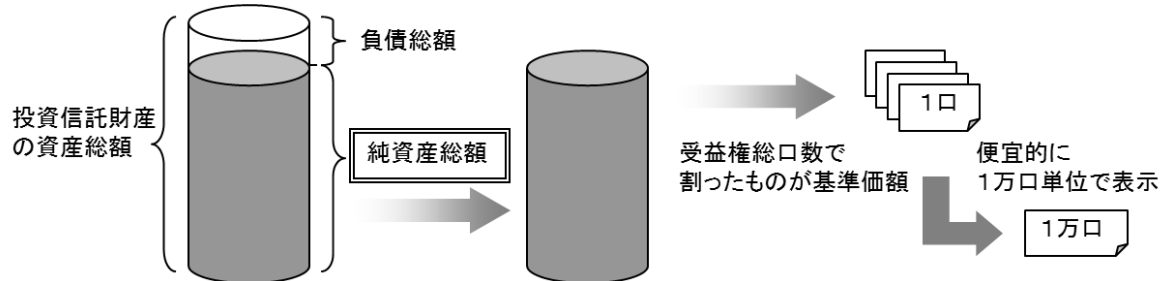 負債総額
投資信託財産
の資産総額
純資産総額
1口
受益権総口数で
割ったものが基準価額
便宜的に
1万口単位で表示
1万口